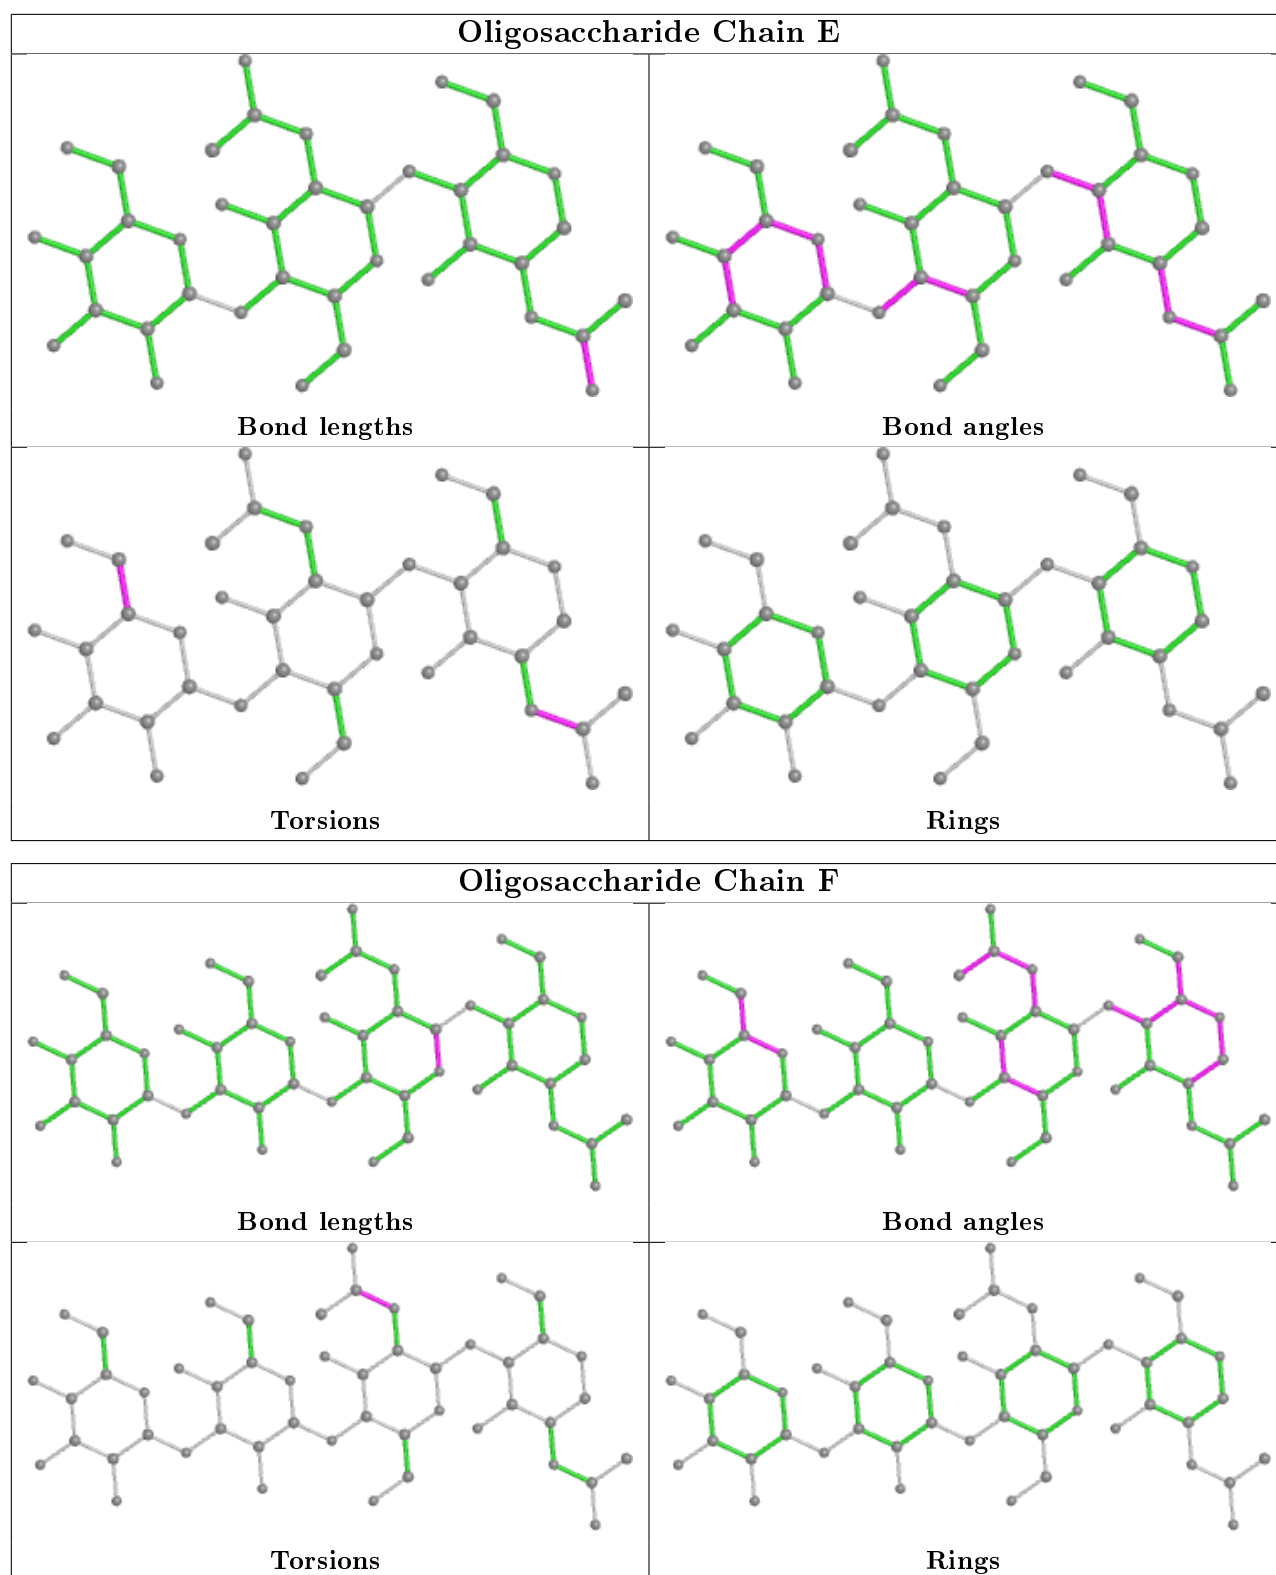 Oligosaccharide Chain E
Bond lengths
Bond angles
Torsions
Rings
Oligosaccharide Chain F
Bond lengths
Bond angles
Torsions
Rings